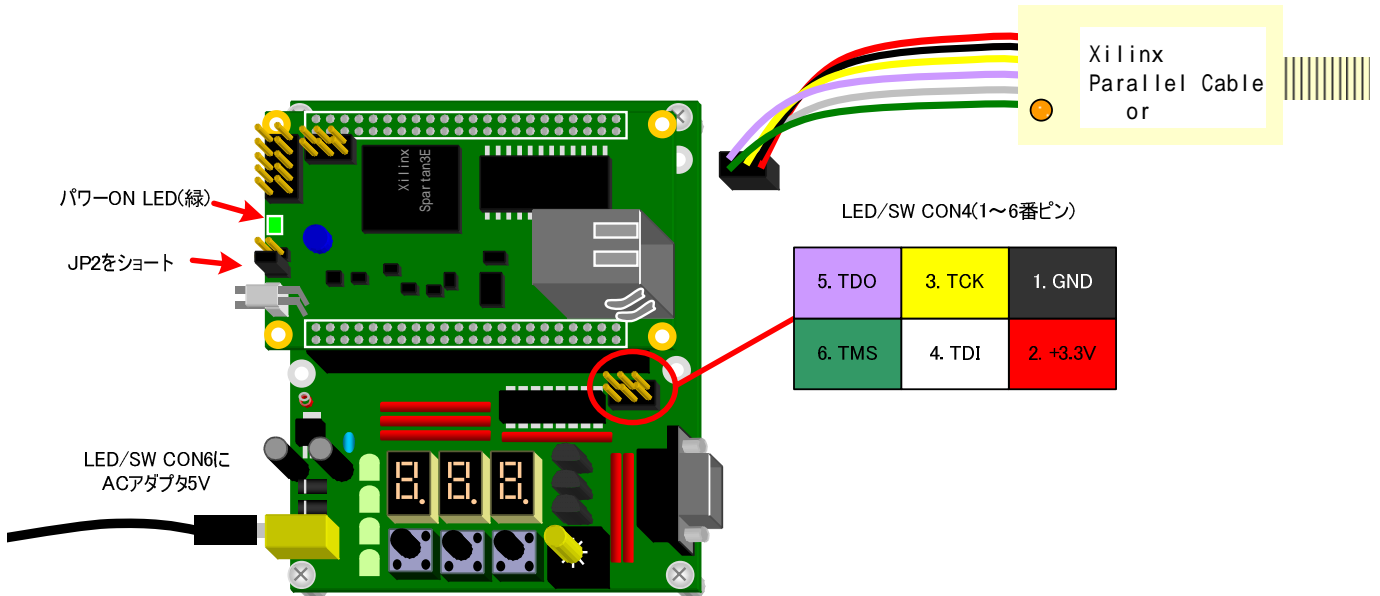 Xilinx
Parallel Cable
or
Xilinx
Spartan3E
パワーON LED(緑)
JP2をショート
LED/SW CON4(1～6番ピン)
5. TDO
3. TCK
1. GND
6. TMS
4. TDI
2. +3.3V
LED/SW CON6に
ACアダプタ5V
8.
8.
8.